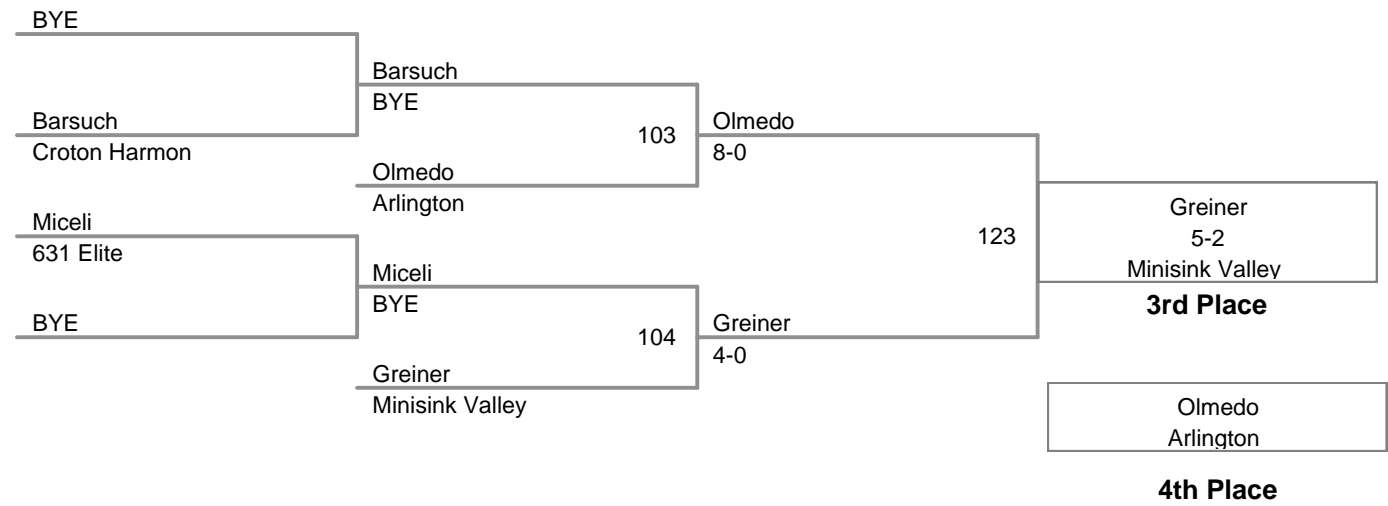 BYE
Barsuch
BYE
Barsuch
Croton Harmon
103
Olmedo
8-0
Olmedo
Arlington
Miceli
631 Elite
123
Greiner
5-2
Minisink Valley
3rd Place
Miceli
BYE
BYE
104
Greiner
4-0
Greiner
Minisink Valley
Olmedo
Arlington
4th Place